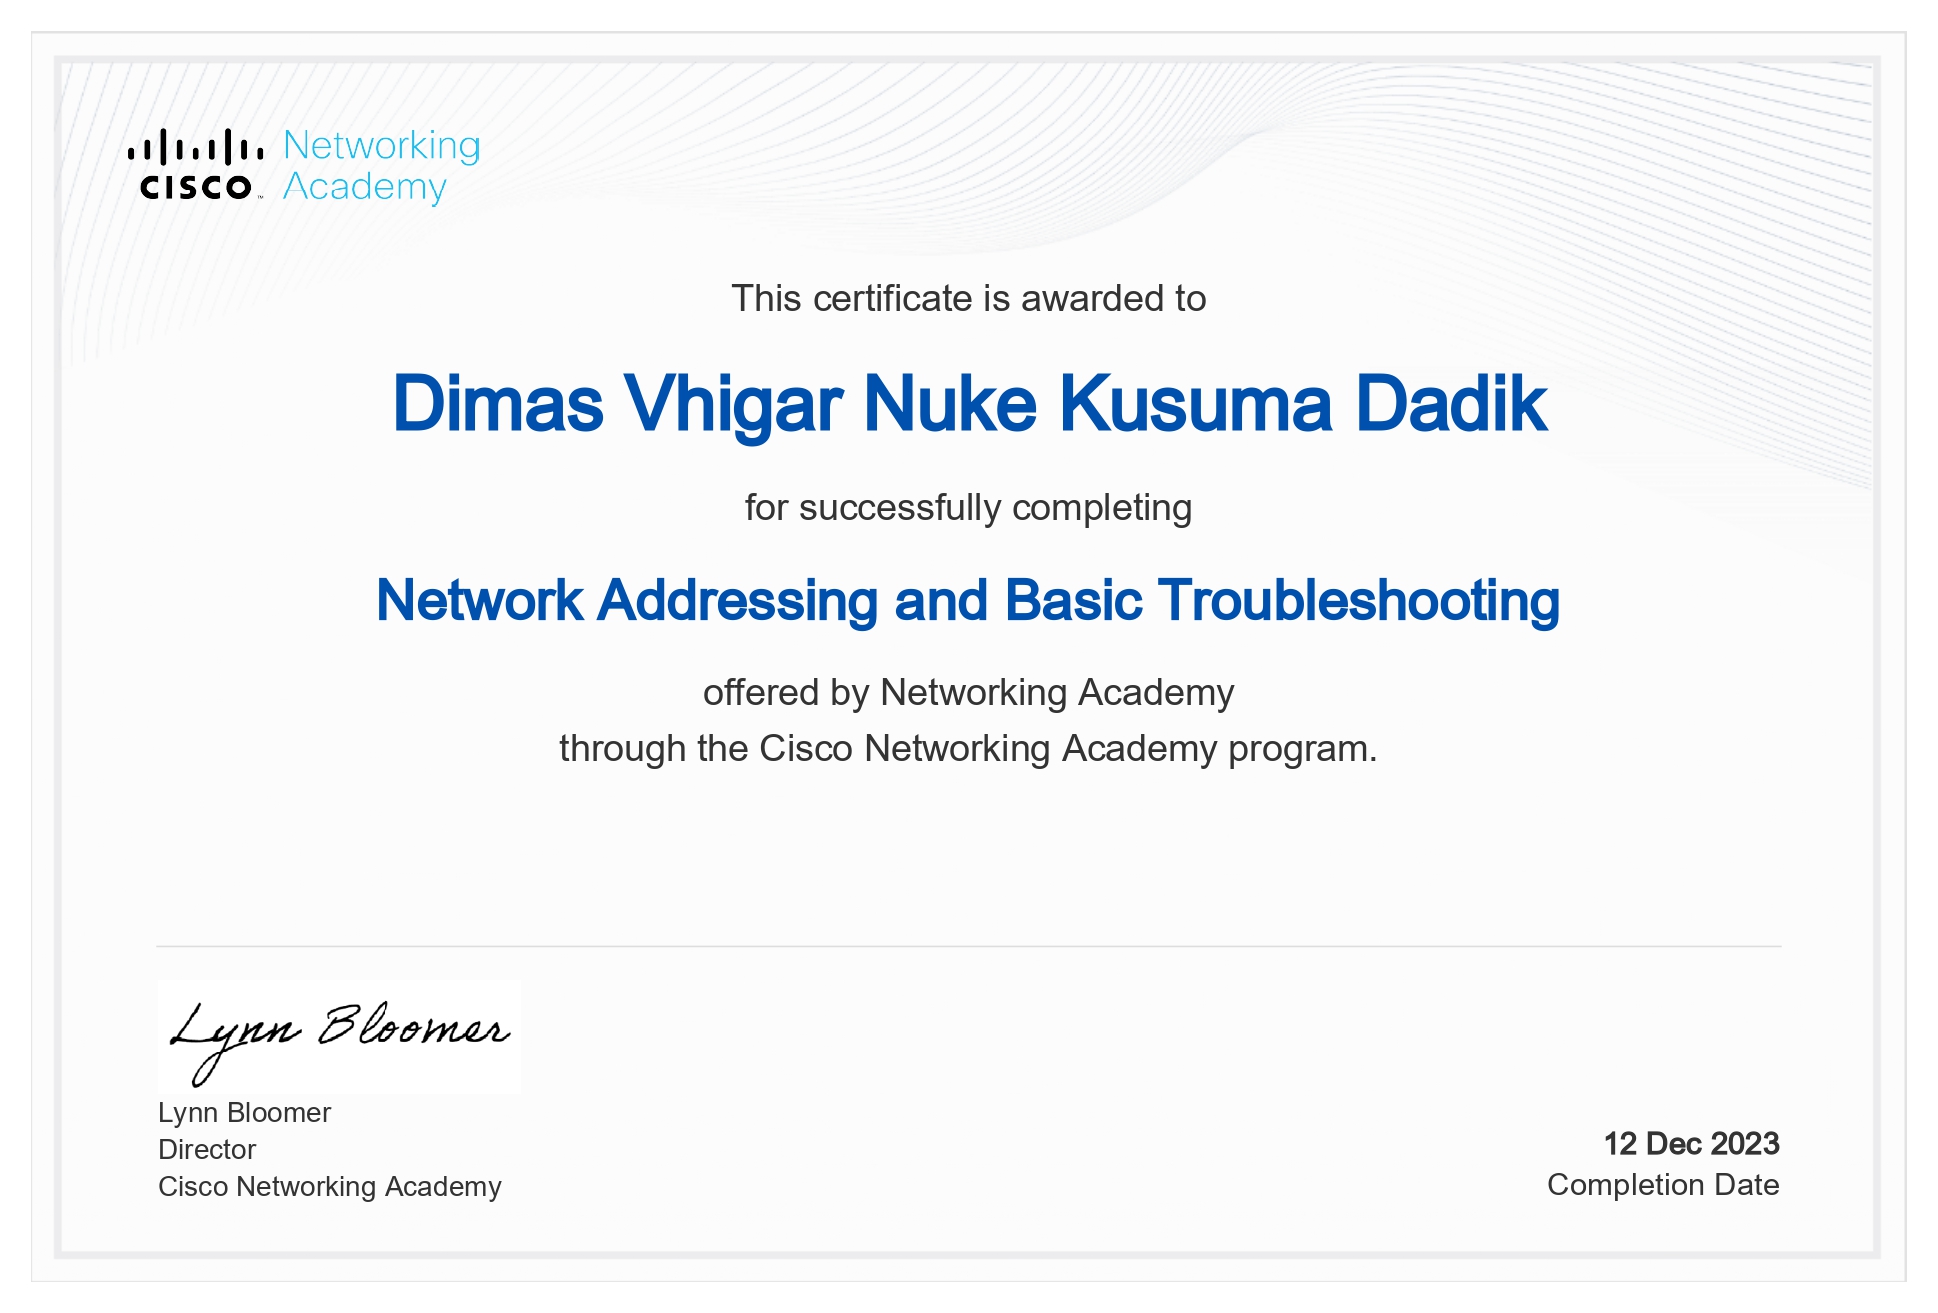 CISCO Networking
Academy
This certificate is awarded to
Dimas Vhigar Nuke Kusuma Dadik
for successfully completing
Network Addressing and Basic Troubleshooting
offered by Networking Academy
through the Cisco Networking Academy program.
Lynn Bloomer
Lynn Bloomer
Director
Cisco Networking Academy
12 Dec 2023
Completion Date